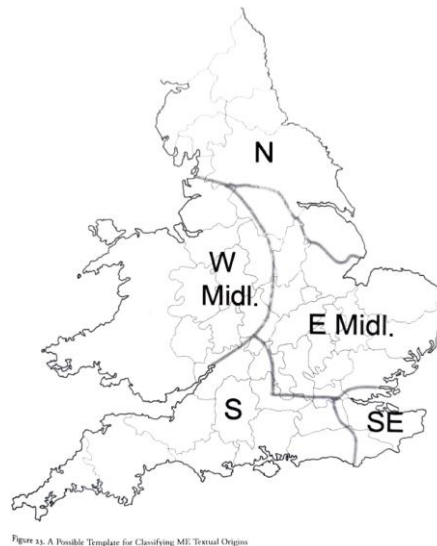 N
W
Midl.
E Midl.
S
SE
Figure 23. A Possible Template for Classifying ME Textual Origins